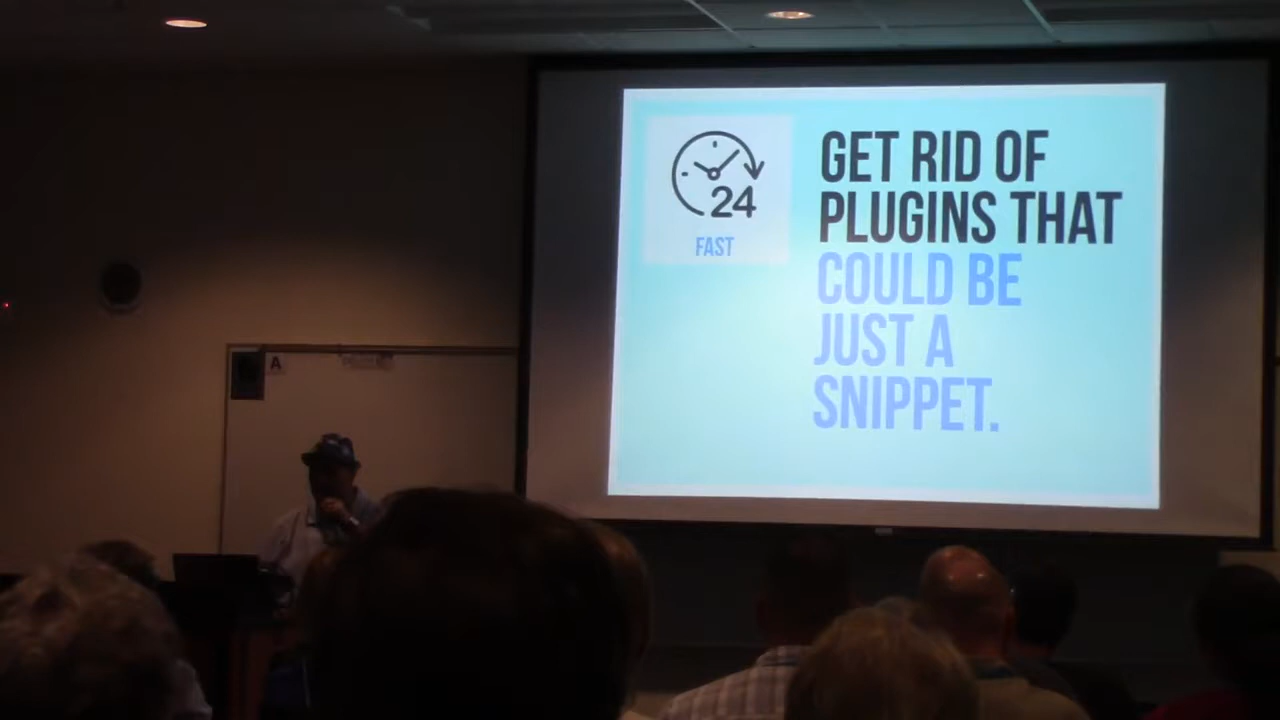 24
FAST
GET RID OF
PLUGINS THAT
COULD BE
JUST A
SNIPPET.
A